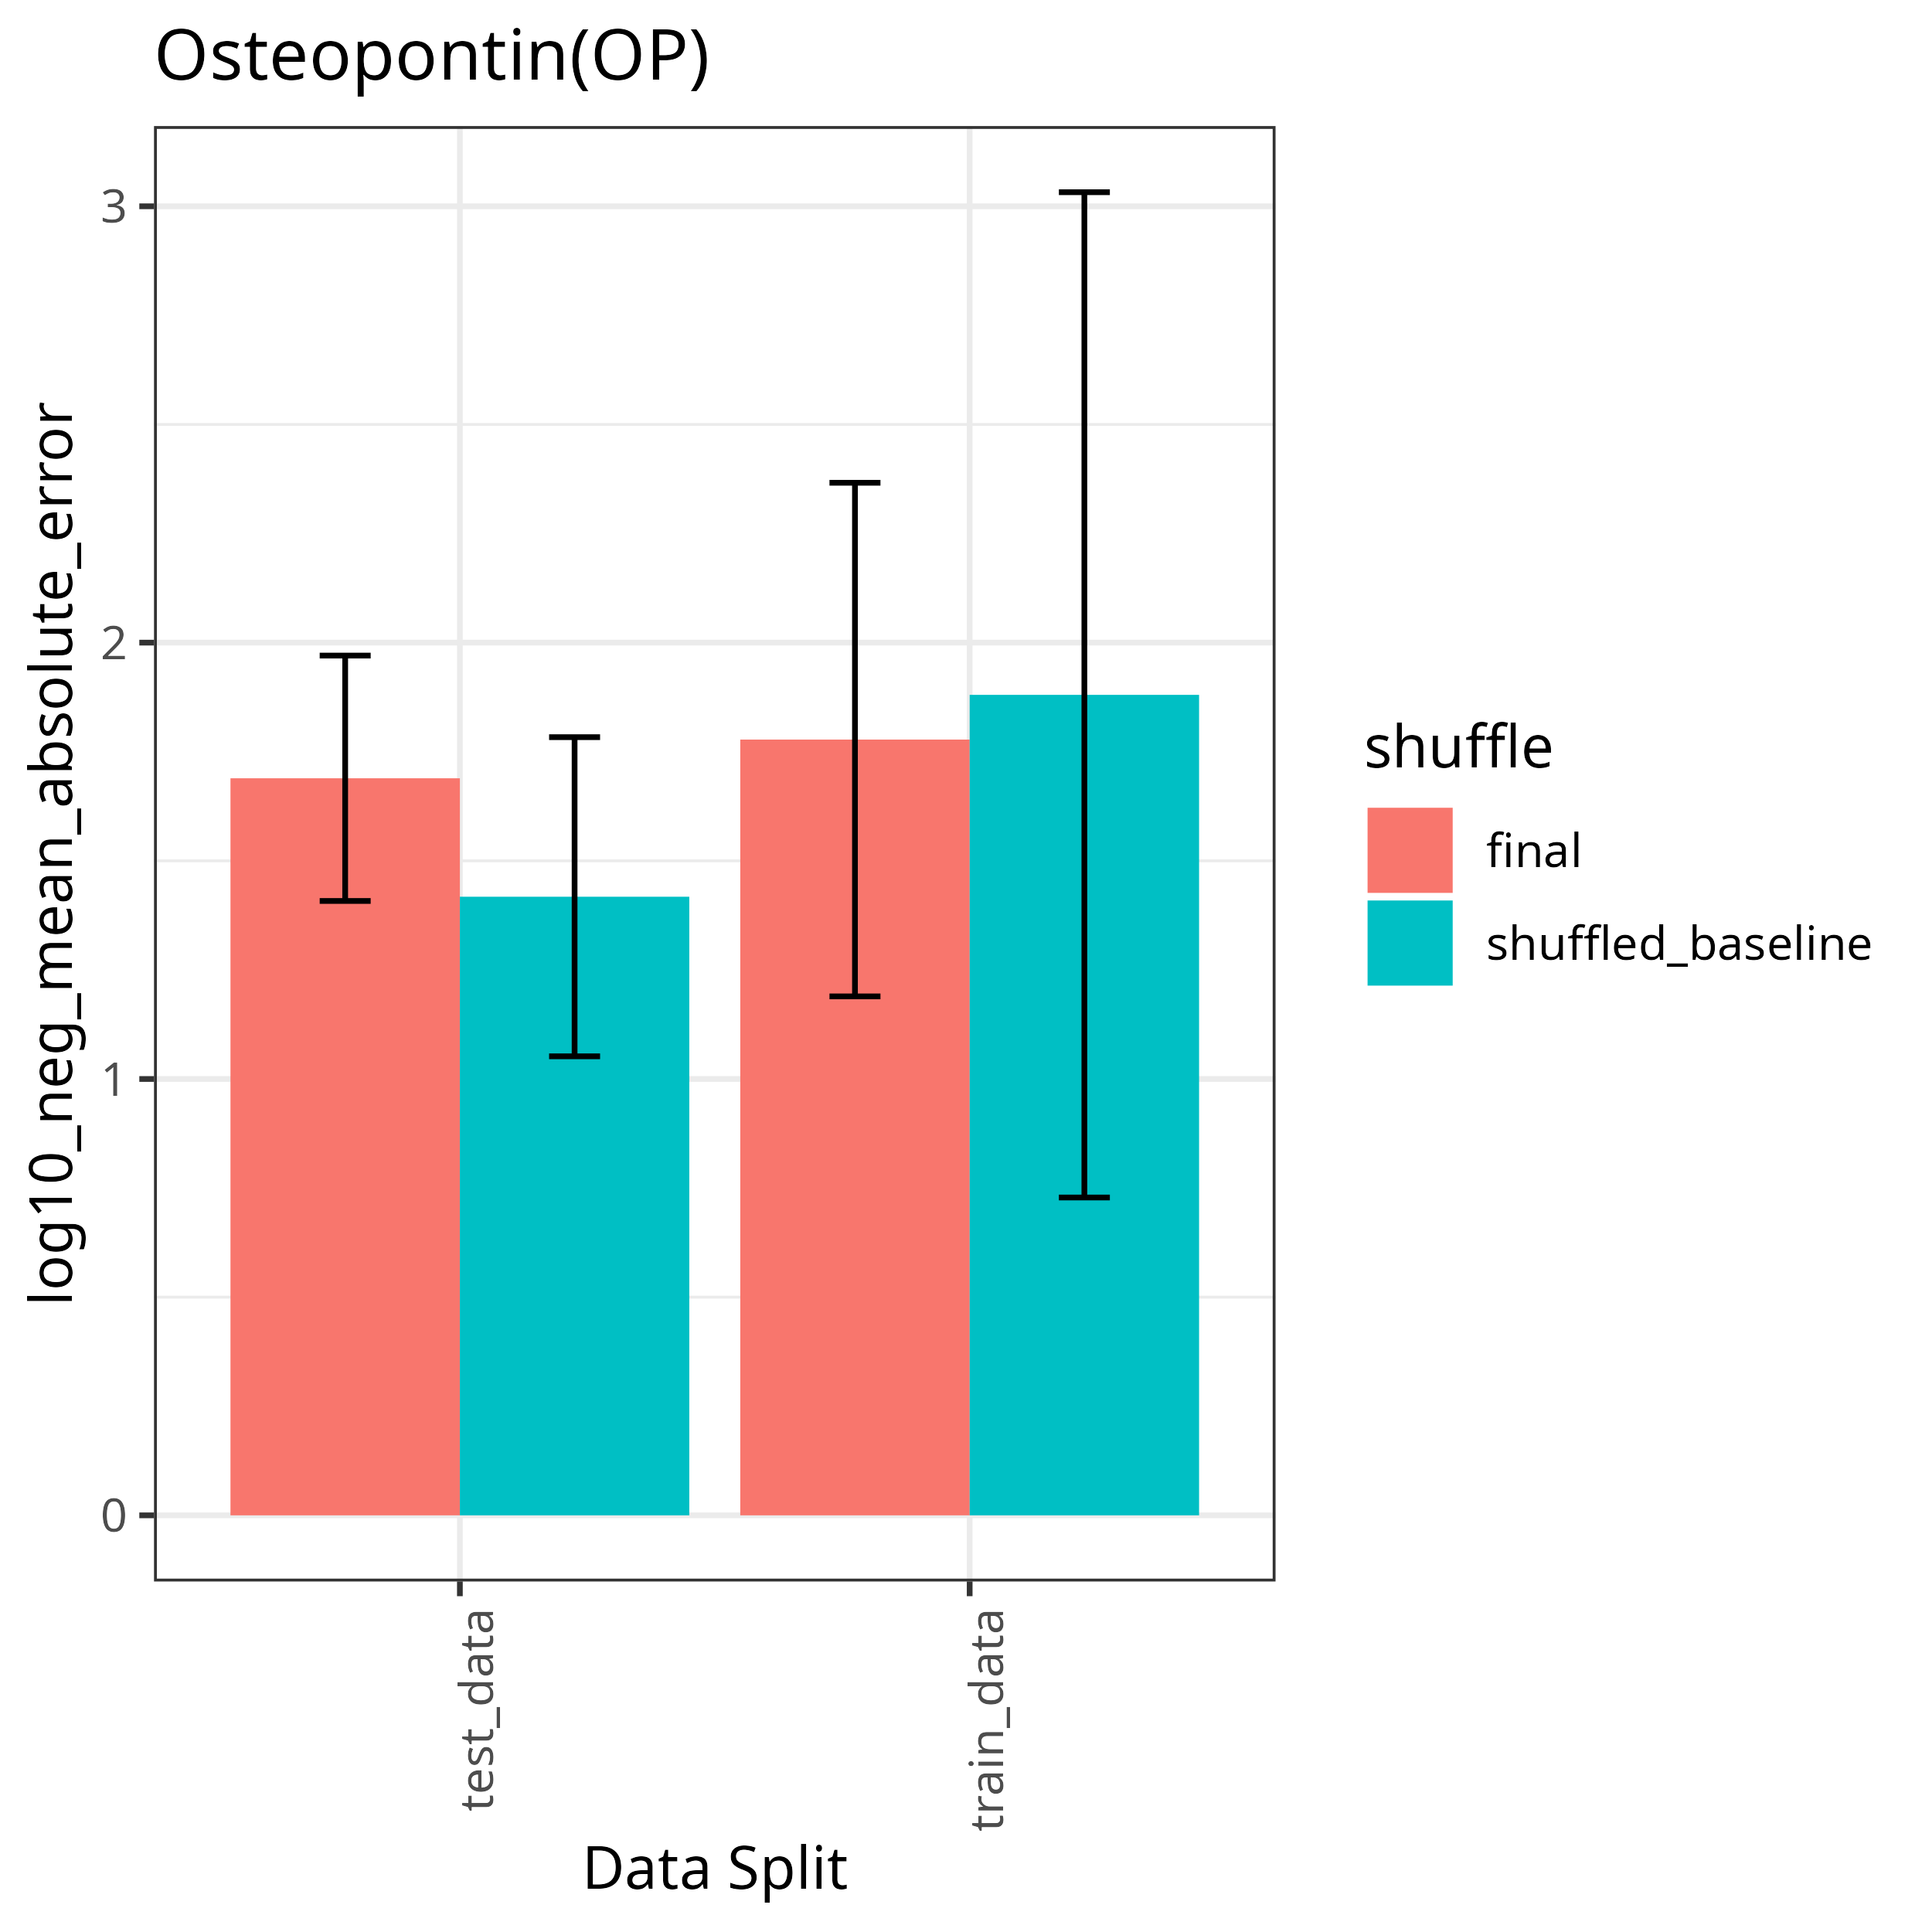 Osteopontin(OP)
log10_neg_mean_absolute_error
3
2
1
0
test_data
train_data
Data Split
shuffle
final
shuffled_baseline